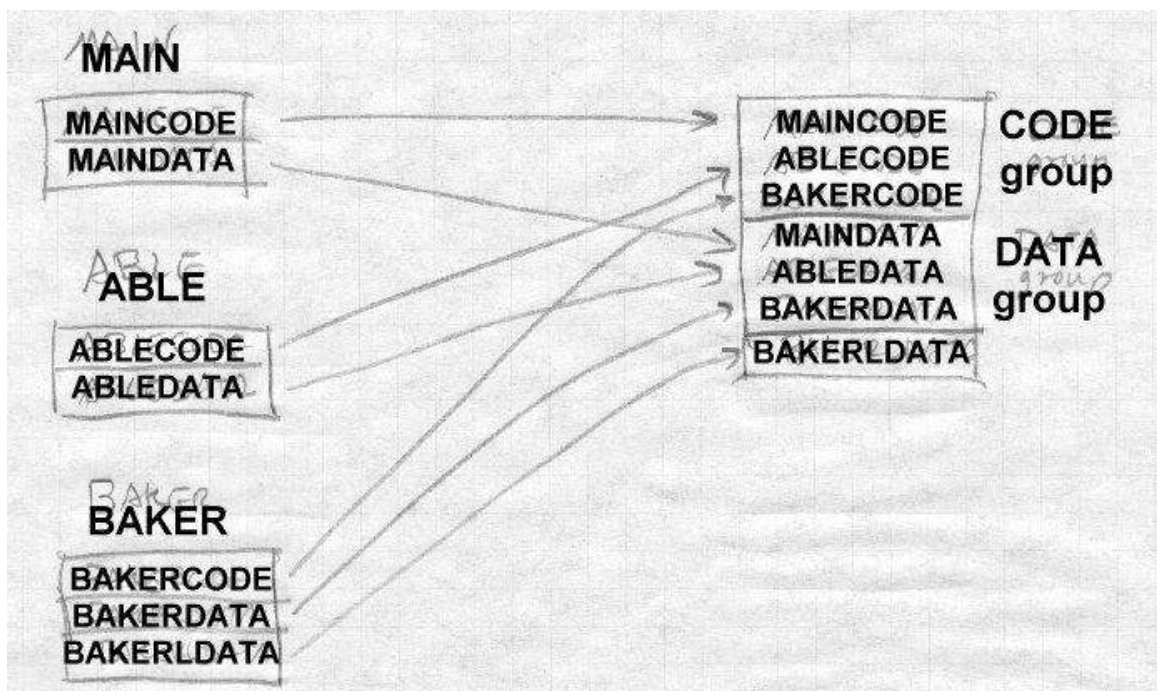 MAIN
MAINCODE
MAINDATA
ABLE
ABLECODE
ABLEDATA
BAKER
BAKERCODE
BAKERDATA
BAKERLDATA
MAINCODE
ABLECODE
BAKERCODE
CODE
group
MAINDATA
ABLEDATA
BAKERDATA
DATA
group
BAKERLDATA